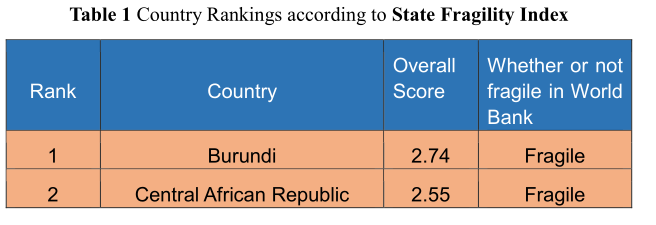 Table 1 Country Rankings according to State Fragility Index
Rank Country Overall Score Whether or not fragile in World Bank
1 Burundi 2.74 Fragile
2 Central African Republic 2.55 Fragile